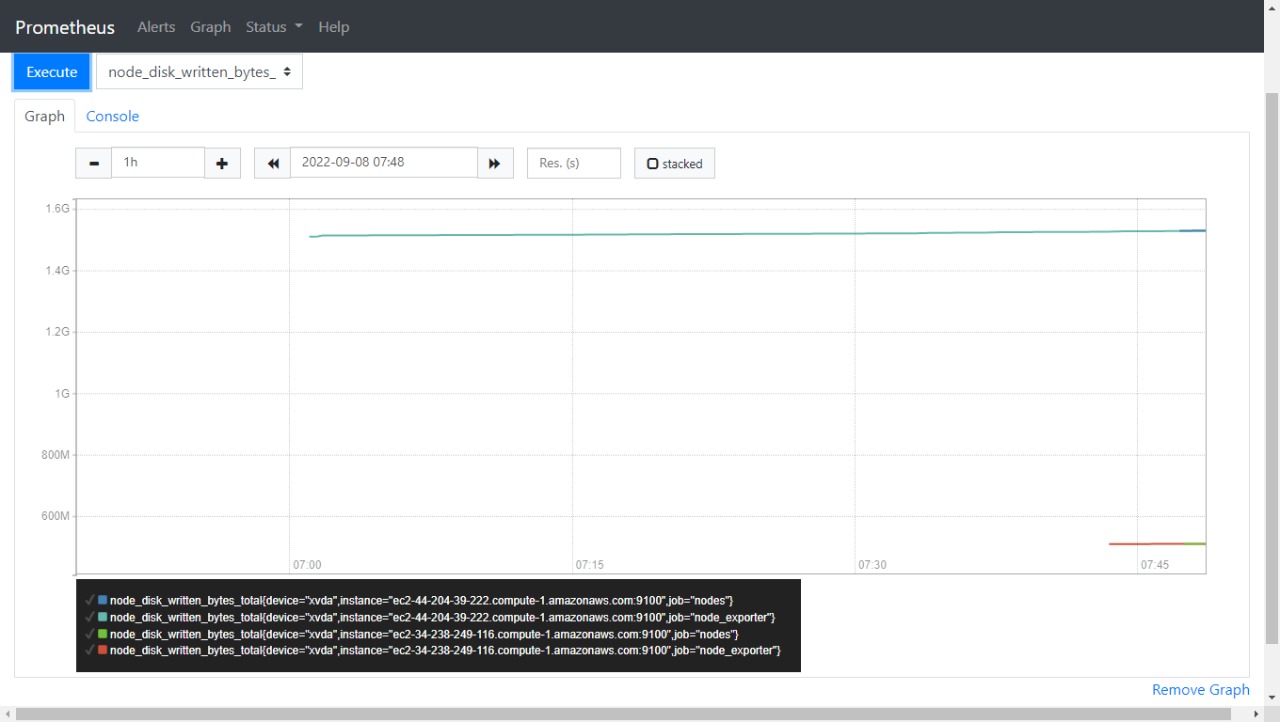 Prometheus Alerts Graph Status Help
Execute node_disk_written_bytes_
Graph Console
1h 2022-09-08 07:48 Res. (s) stacked
1.6G
1.4G
1.2G
1G
800M
600M
07:00 07:15 07:30 07:45
node_disk_written_bytes_total{device="xvda",instance="ec2-44-204-39-222.compute-1.amazonaws.com:9100",job="nodes"}
node_disk_written_bytes_total{device="xvda",instance="ec2-44-204-39-222.compute-1.amazonaws.com:9100",job="node_exporter"}
node_disk_written_bytes_total{device="xvda",instance="ec2-34-238-249-116.compute-1.amazonaws.com:9100",job="nodes"}
node_disk_written_bytes_total{device="xvda",instance="ec2-34-238-249-116.compute-1.amazonaws.com:9100",job="node_exporter"}
Remove Graph